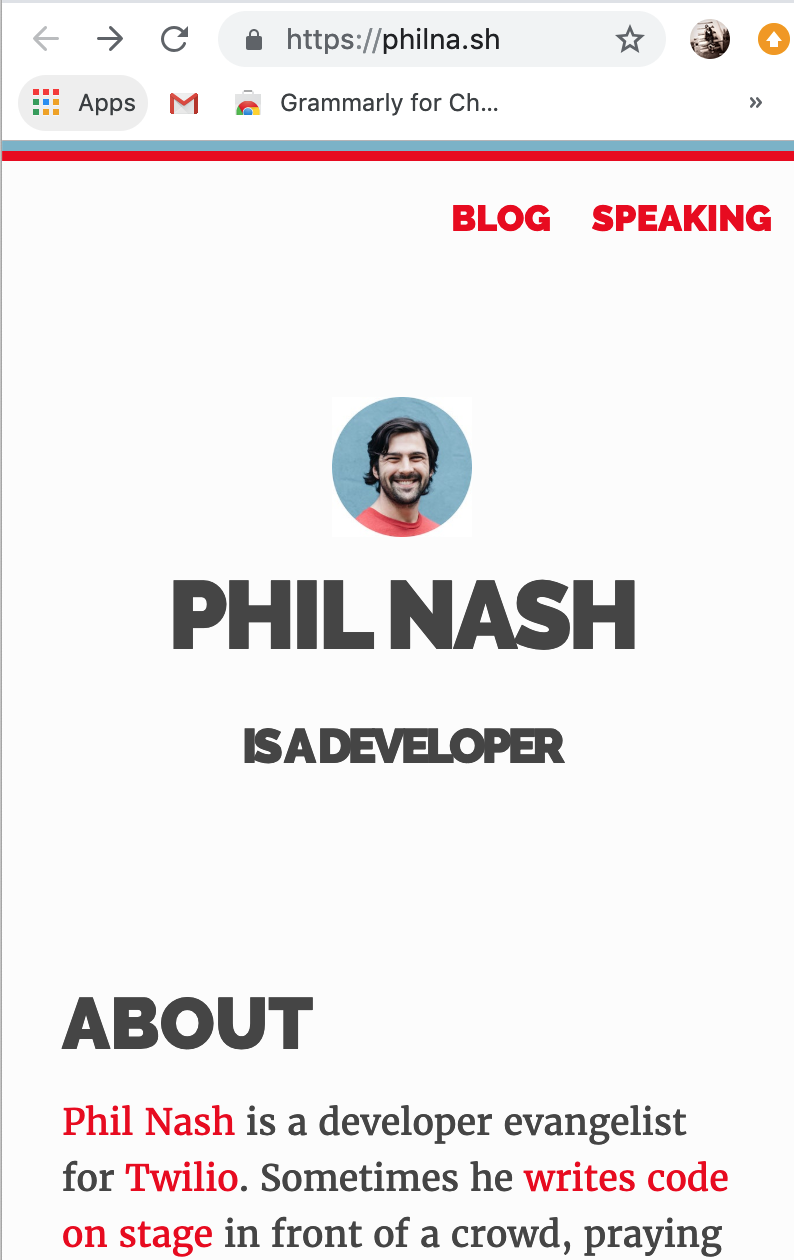 https://philna.sh
Apps Grammarly for Ch... »
BLOG SPEAKING
PHIL NASH
IS A DEVELOPER
ABOUT
Phil Nash is a developer evangelist
for Twilio. Sometimes he writes code
on stage in front of a crowd, praying